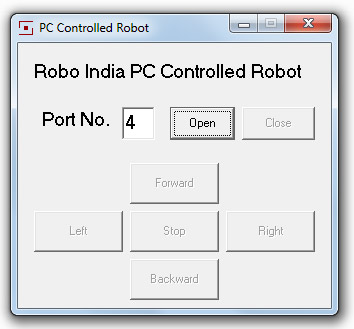 PC Controlled Robot
Robo India PC Controlled Robot
Port No. 4 Open Close
Forward
Left Stop Right
Backward